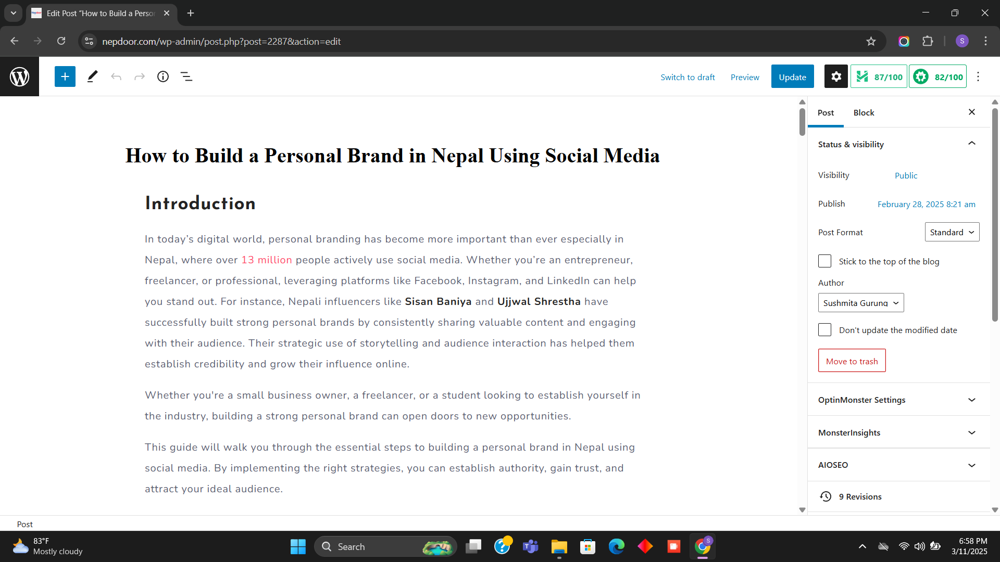 Edit Post “How to Build a Person
nepdoor.com/wp-admin/post.php?post=2287&action=edit
S
Switch to draft
Preview
Update
87/100
82/100
Post
Block
How to Build a Personal Brand in Nepal Using Social Media
Introduction
In today’s digital world, personal branding has become more important than ever especially in
Nepal, where over 13 million people actively use social media. Whether you’re an entrepreneur,
freelancer, or professional, leveraging platforms like Facebook, Instagram, and LinkedIn can help
you stand out. For instance, Nepali influencers like Sisan Baniya and Ujjwal Shrestha have
successfully built strong personal brands by consistently sharing valuable content and engaging
with their audience. Their strategic use of storytelling and audience interaction has helped them
establish credibility and grow their influence online.
Whether you're a small business owner, a freelancer, or a student looking to establish yourself in
the industry, building a strong personal brand can open doors to new opportunities.
This guide will walk you through the essential steps to building a personal brand in Nepal using
social media. By implementing the right strategies, you can establish authority, gain trust, and
attract your ideal audience.
Status & visibility
Visibility
Public
Publish
February 28, 2025 8:21 am
Post Format
Standard
Stick to the top of the blog
Author
Sushmita Gurung
Don't update the modified date
Move to trash
OptinMonster Settings
MonsterInsights
AIOSEO
9 Revisions
Post
83°F
Mostly cloudy
Search
S
6:58 PM
3/11/2025